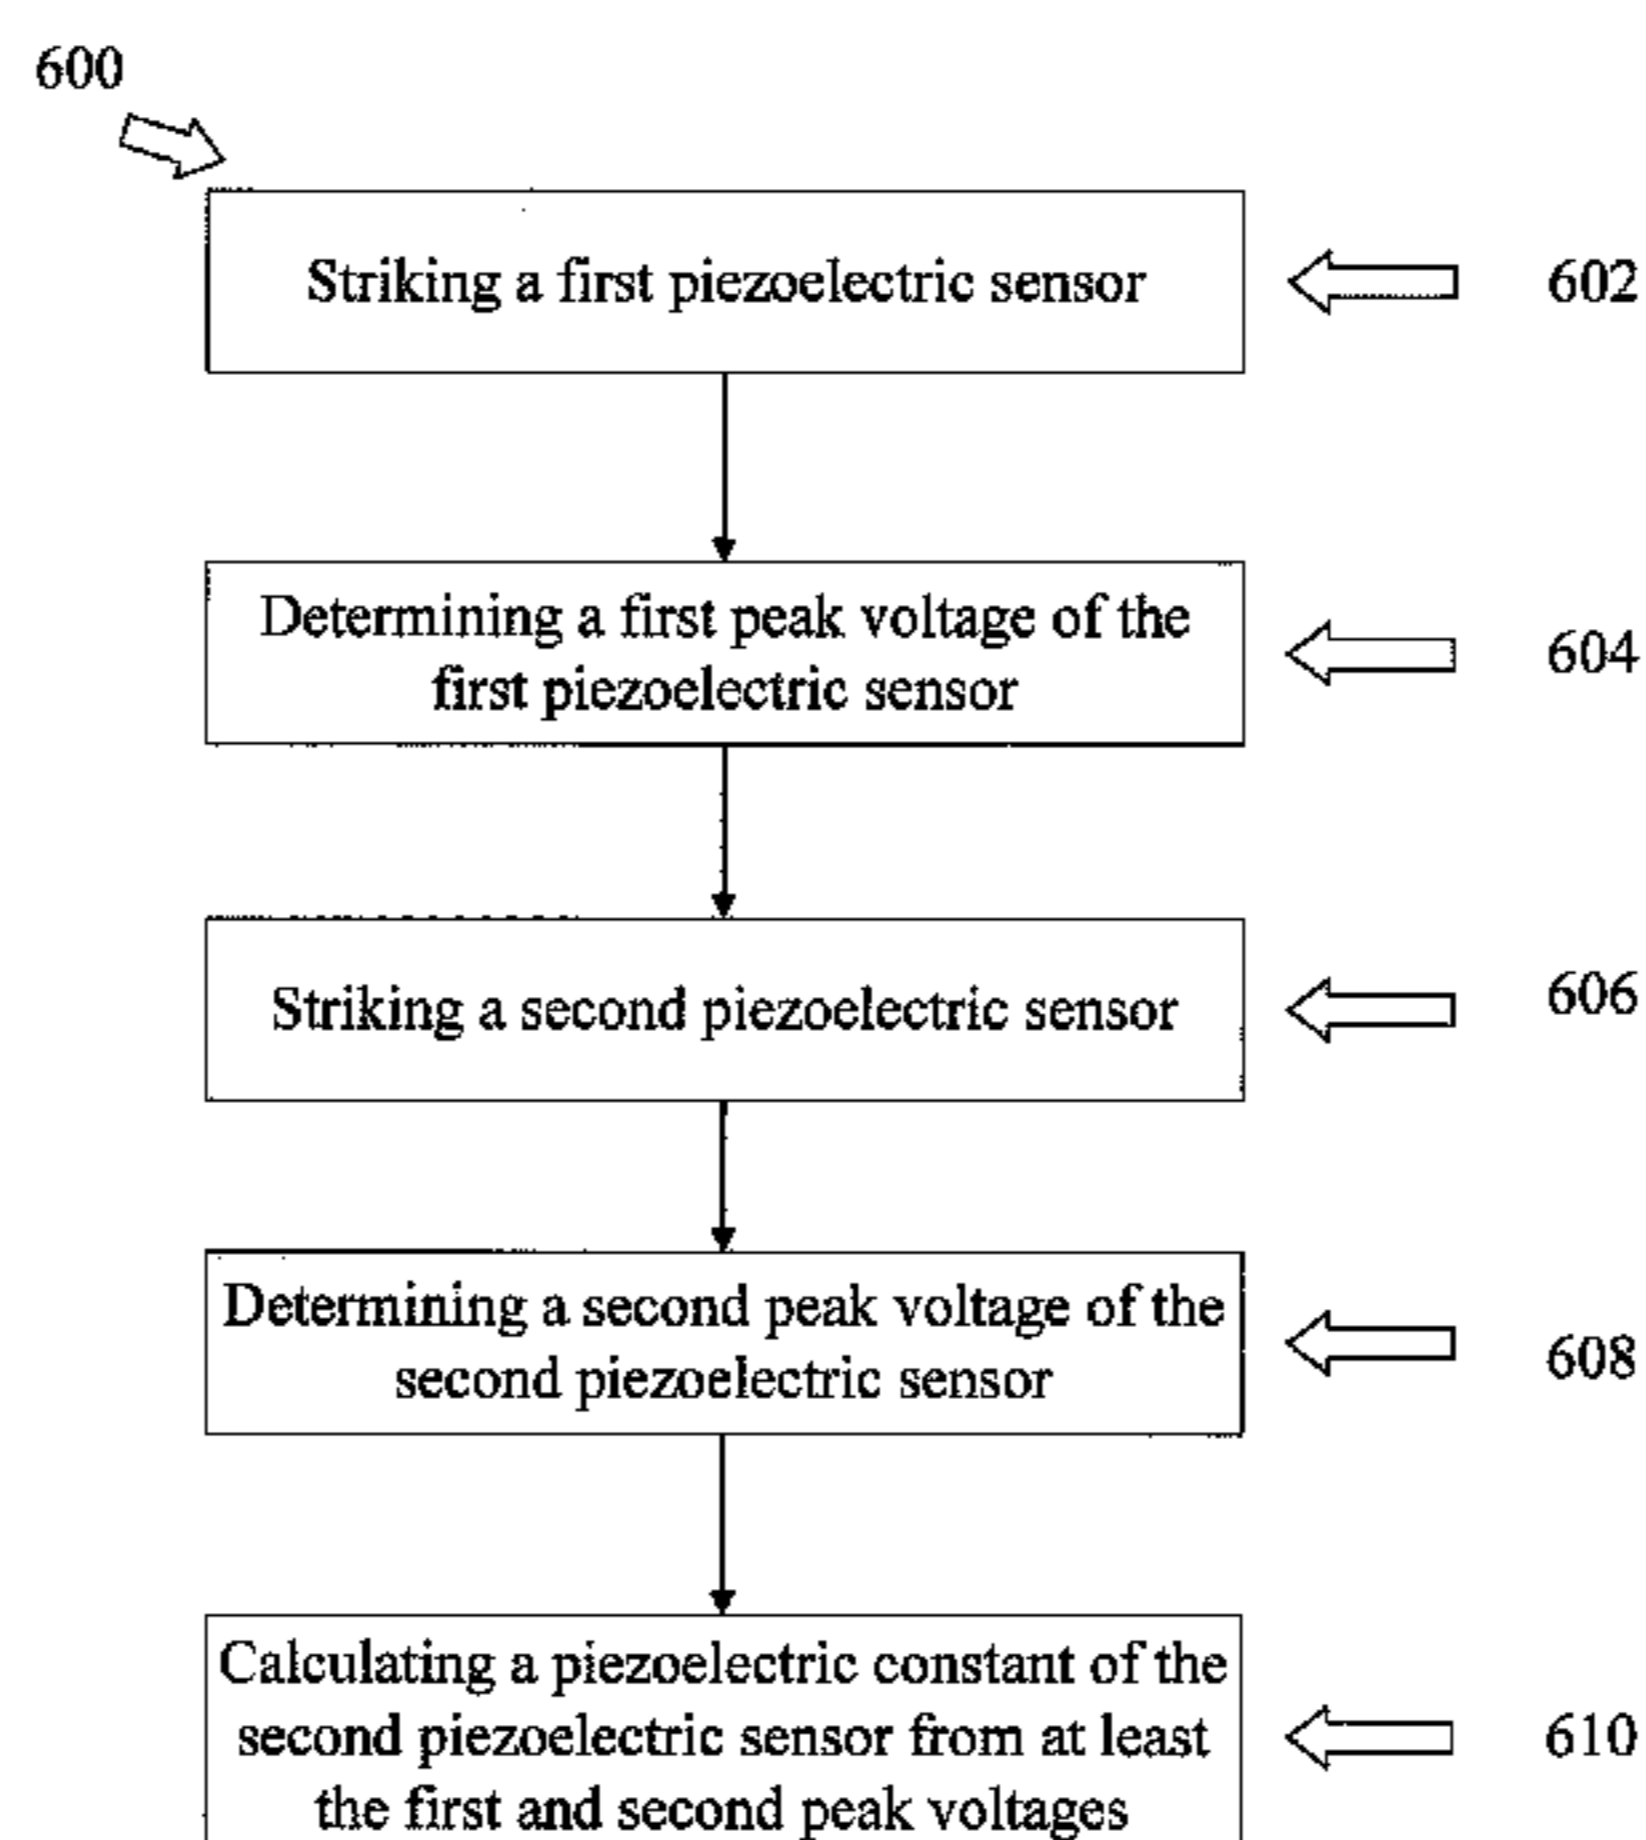 600
Striking a first piezoelectric sensor
602
Determining a first peak voltage of the
first piezoelectric sensor
604
Striking a second piezoelectric sensor
606
Determining a second peak voltage of the
second piezoelectric sensor
608
Calculating a piezoelectric constant of the
second piezoelectric sensor from at least
the first and second peak voltages
610